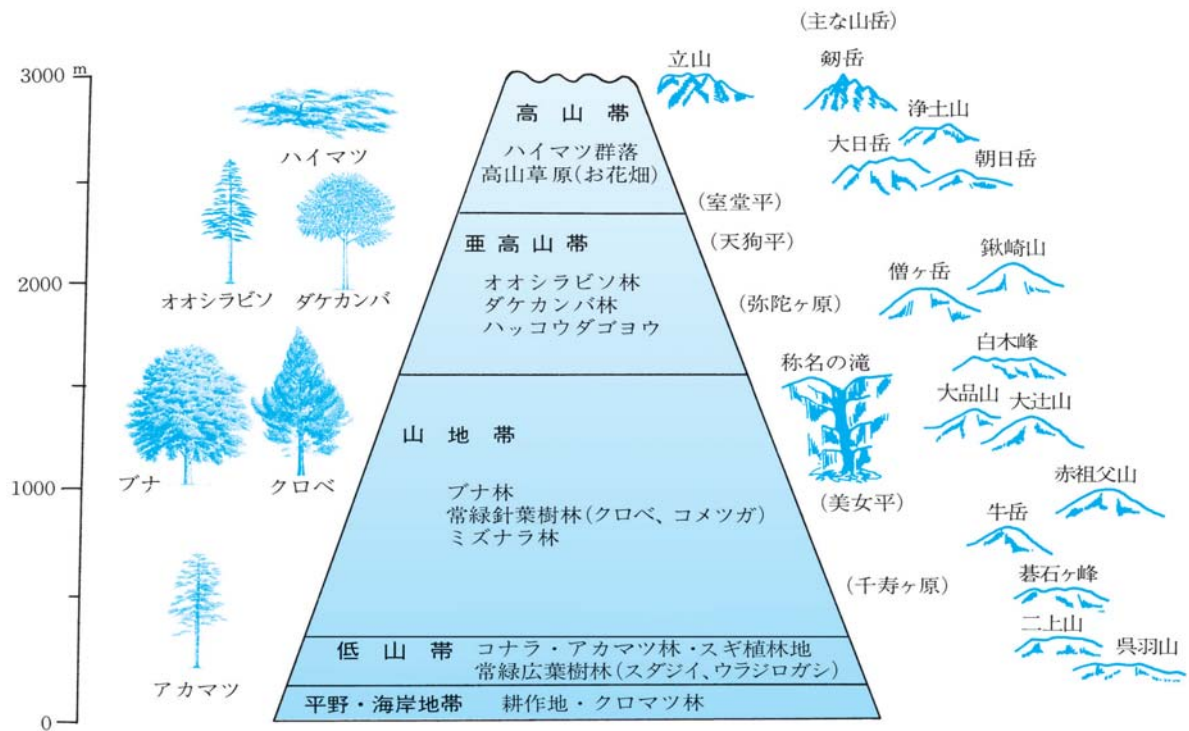 (主な山岳)
3000 m
立山
剱岳
浄土山
大日岳
朝日岳
高山帯
ハイマツ群落
高山草原(お花畑)
ハイマツ
(室堂平)
亜高山帯
(天狗平)
オオシラビソ林
ダケカンバ林
ハッコウダゴヨウ
オオシラビソ
ダケカンバ
2000
(弥陀ヶ原)
僧ヶ岳
鍬崎山
白木峰
称名の滝
大品山
大辻山
山地帯
ブナ林
常緑針葉樹林(クロベ、コメツガ)
ミズナラ林
ブナ
クロベ
1000
(美女平)
赤祖父山
牛岳
(千寿ヶ原)
碁石ヶ峰
二上山
呉羽山
低山帯
コナラ・アカマツ林・スギ植林地
常緑広葉樹林(スダジイ、ウラジロガシ)
アカマツ
平野・海岸地帯
耕作地・クロマツ林
0